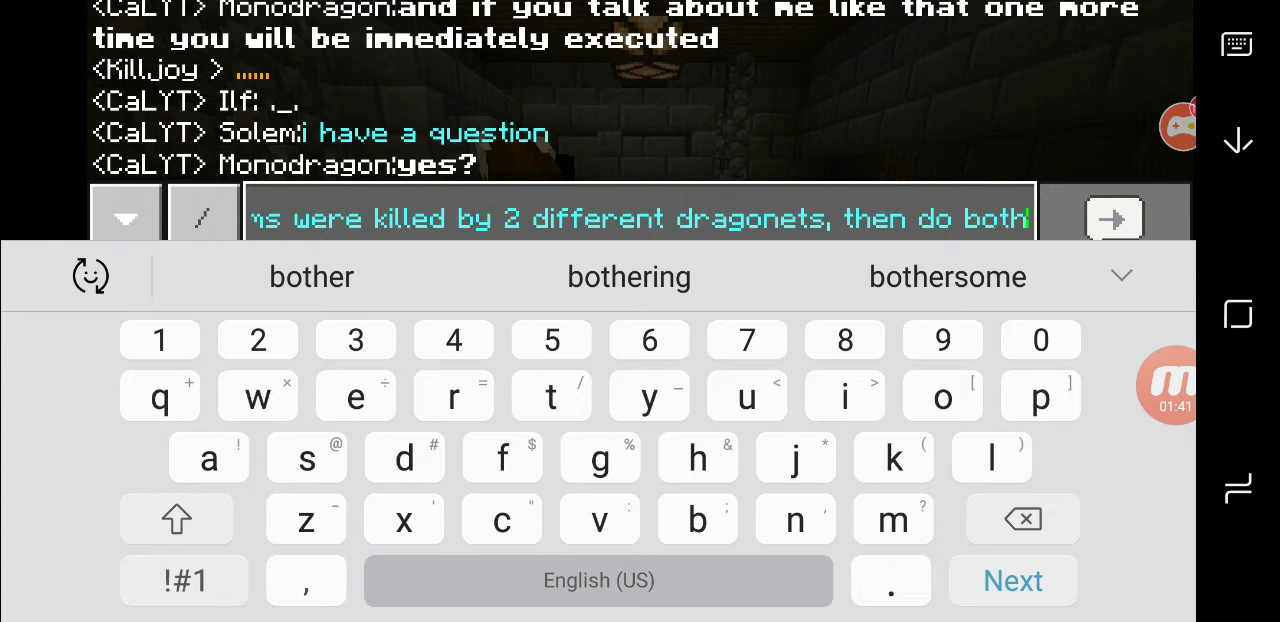 <CaLYT> Monodragon:and if you talk about me like that one more
time you will be immediately executed
<Killjoy > ......
<CaLYT> Ilf: ._.
<CaLYT> Solem:i have a question
<CaLYT> Monodragon:yes?
/ were killed by 2 different dragonets, then do both
bother bothering bothersome
1 2 3 4 5 6 7 8 9 0
q + w × e ÷ r = t / y _ u < i > o [ p ]
a ! s @ d # f $ g % h & j * k ( l )
z - x ' c " v : b ; n , m ?
!#1 , English (US) . Next
01:41